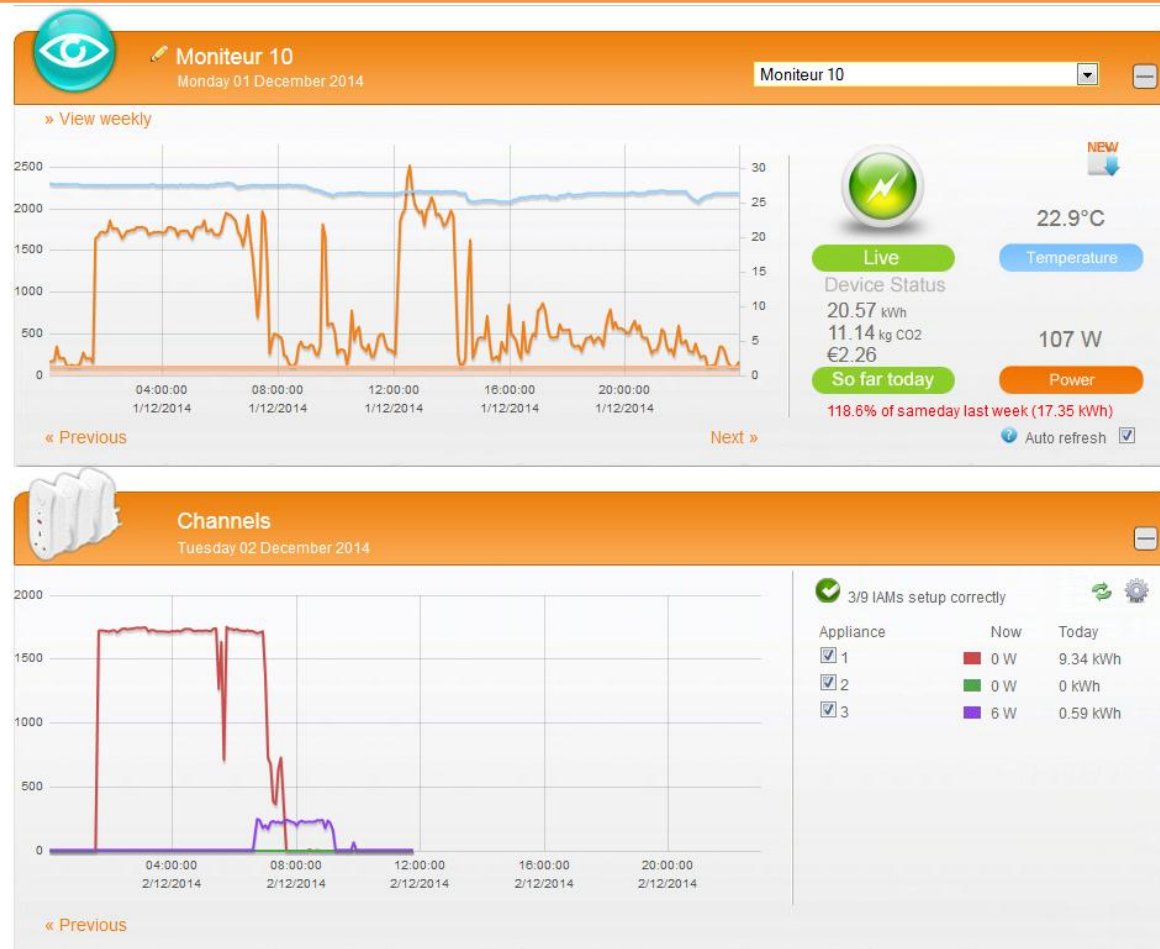 Moniteur 10
Monday 01 December 2014
Moniteur 10
» View weekly
2500
2000
1500
1000
500
0
30
25
20
15
10
5
0
04:00:00 08:00:00 12:00:00 16:00:00 20:00:00
1/12/2014 1/12/2014 1/12/2014 1/12/2014 1/12/2014
« Previous
Next »
NEW
Live
Device Status
20.57 kWh
11.14 kg CO2
€2.26
So far today
22.9°C
Temperature
107 W
Power
118.6% of sameday last week (17.35 kWh)
? Auto refresh
Channels
Tuesday 02 December 2014
2000
1500
1000
500
0
04:00:00 08:00:00 12:00:00 16:00:00 20:00:00
2/12/2014 2/12/2014 2/12/2014 2/12/2014 2/12/2014
« Previous
3/9 IAMs setup correctly
Appliance Now Today
1 0 W 9.34 kWh
2 0 W 0 kWh
3 6 W 0.59 kWh